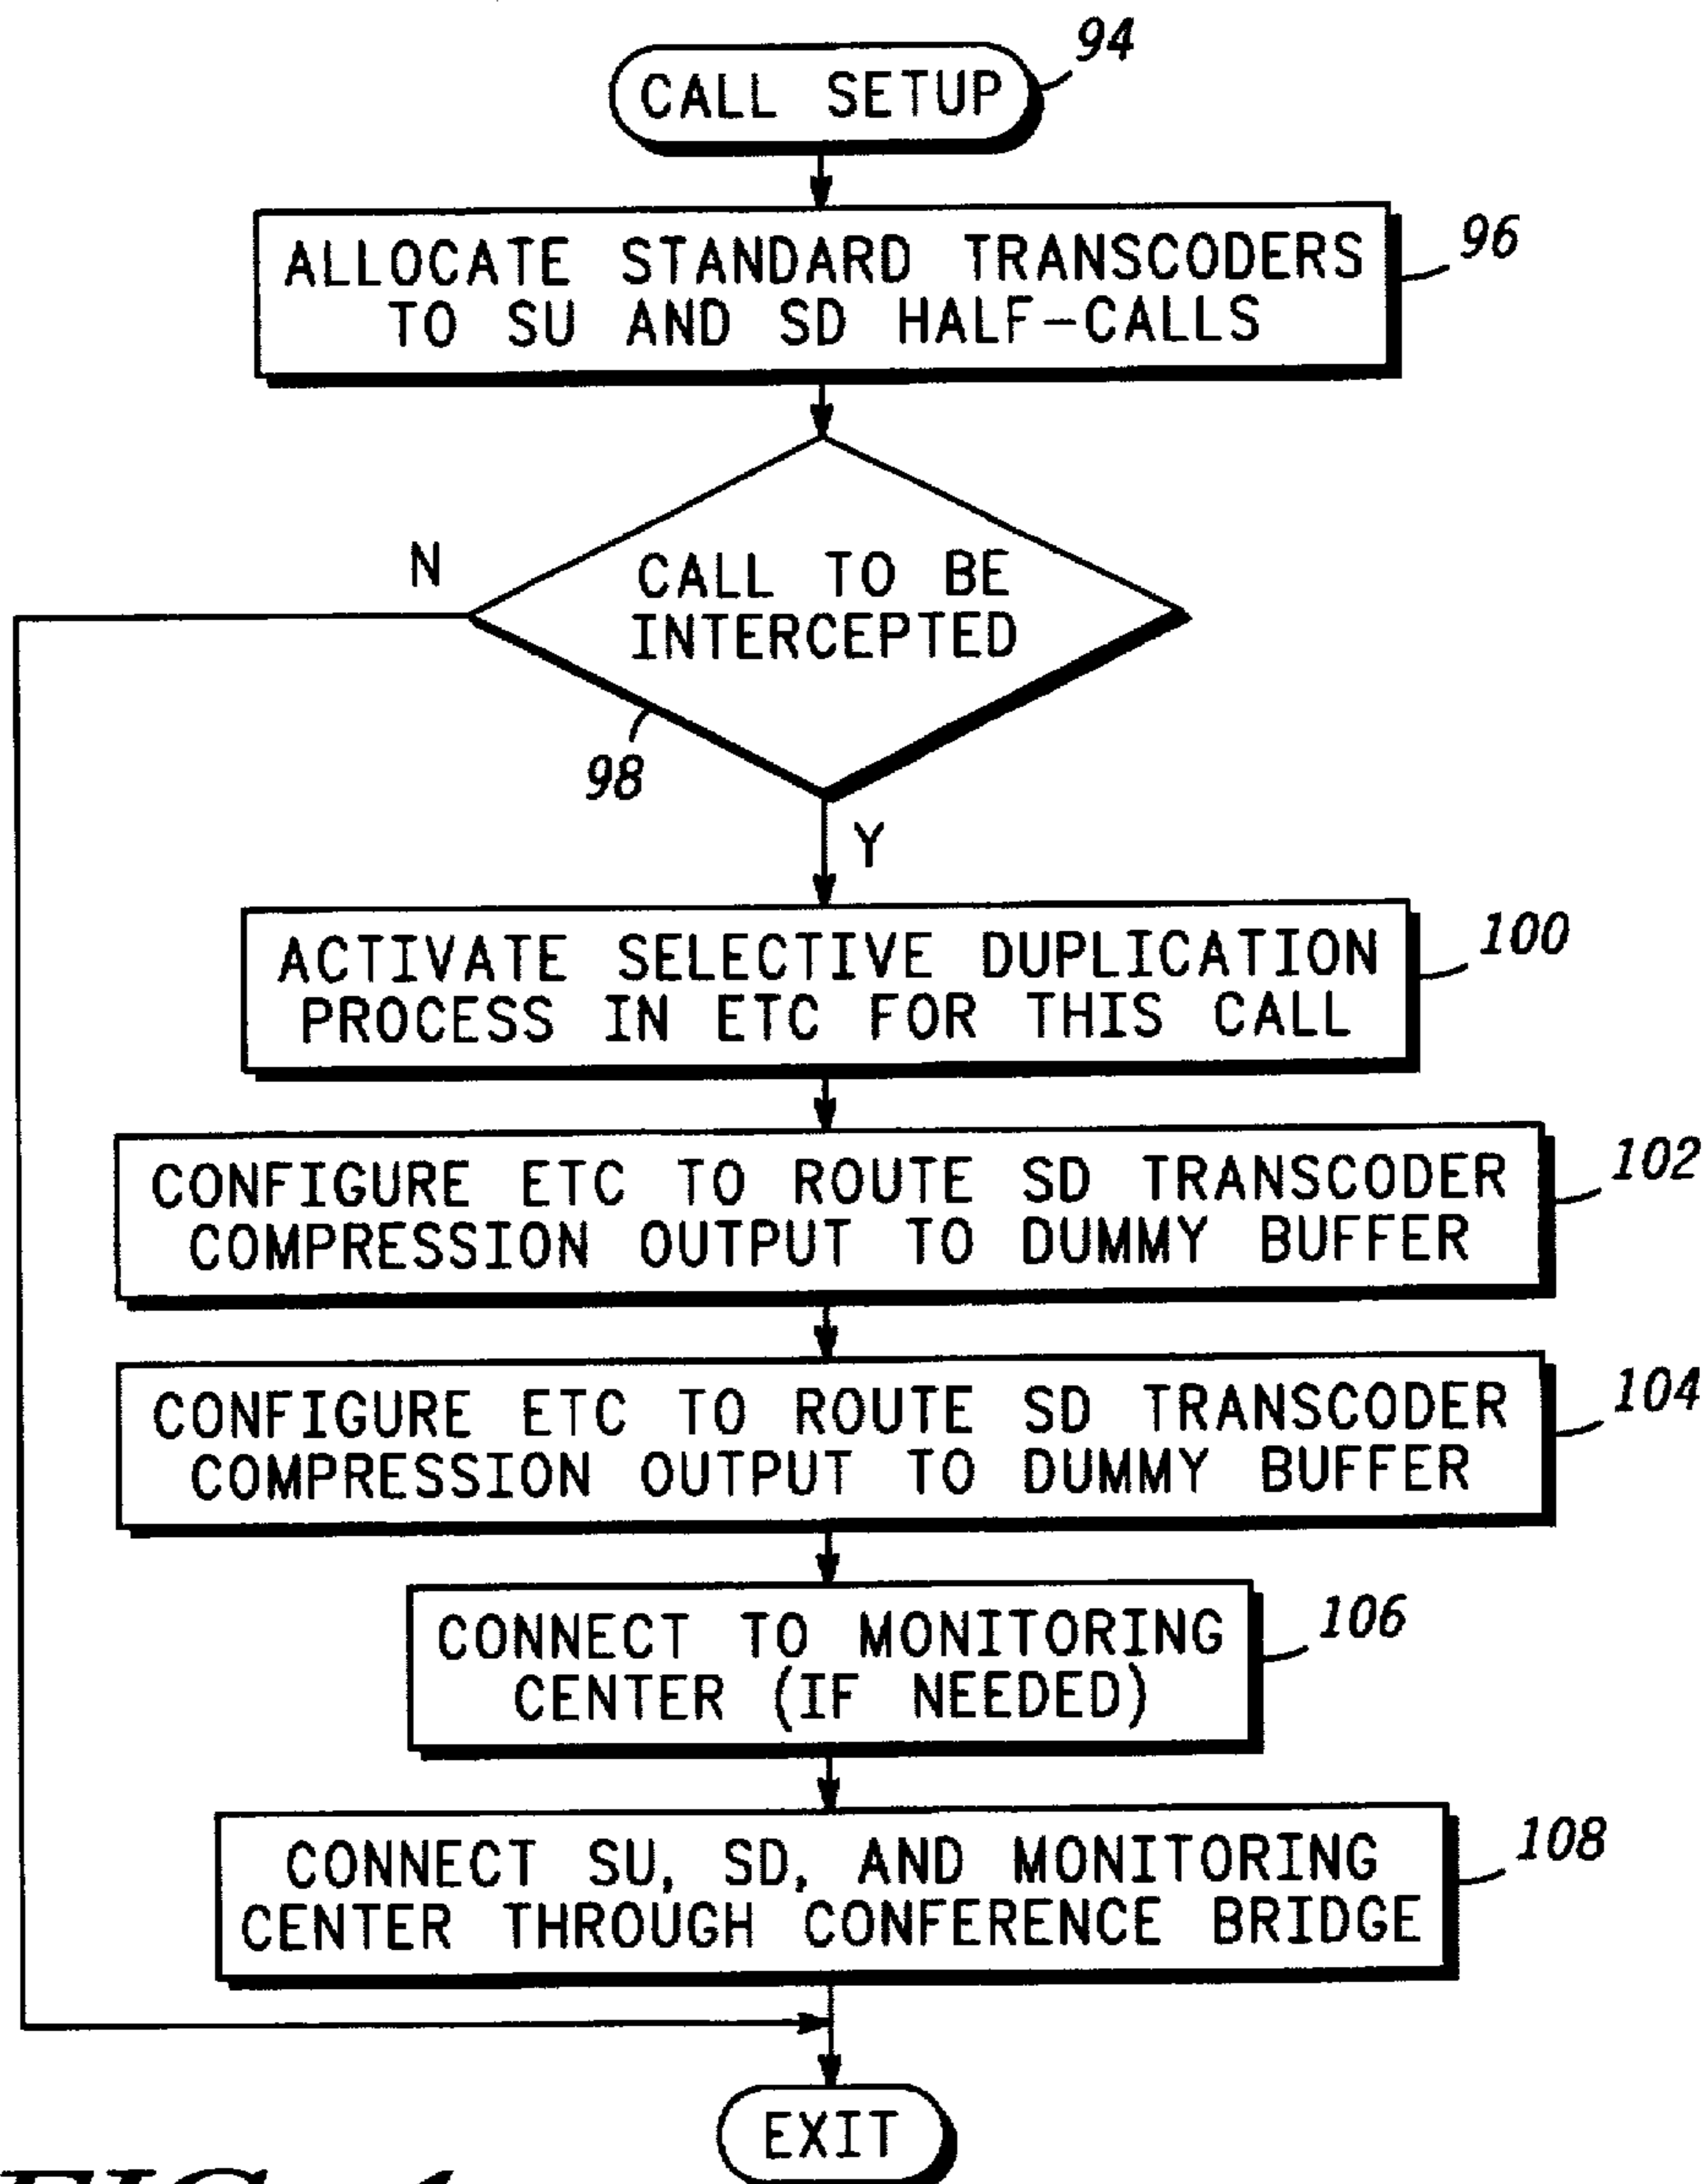 CALL SETUP
94
ALLOCATE STANDARD TRANSCODERS
TO SU AND SD HALF-CALLS
96
N
CALL TO BE
INTERCEPTED
98
Y
ACTIVATE SELECTIVE DUPLICATION
PROCESS IN ETC FOR THIS CALL
100
CONFIGURE ETC TO ROUTE SD TRANSCODER
COMPRESSION OUTPUT TO DUMMY BUFFER
102
CONFIGURE ETC TO ROUTE SD TRANSCODER
COMPRESSION OUTPUT TO DUMMY BUFFER
104
CONNECT TO MONITORING
CENTER (IF NEEDED)
106
CONNECT SU, SD, AND MONITORING
CENTER THROUGH CONFERENCE BRIDGE
108
EXIT